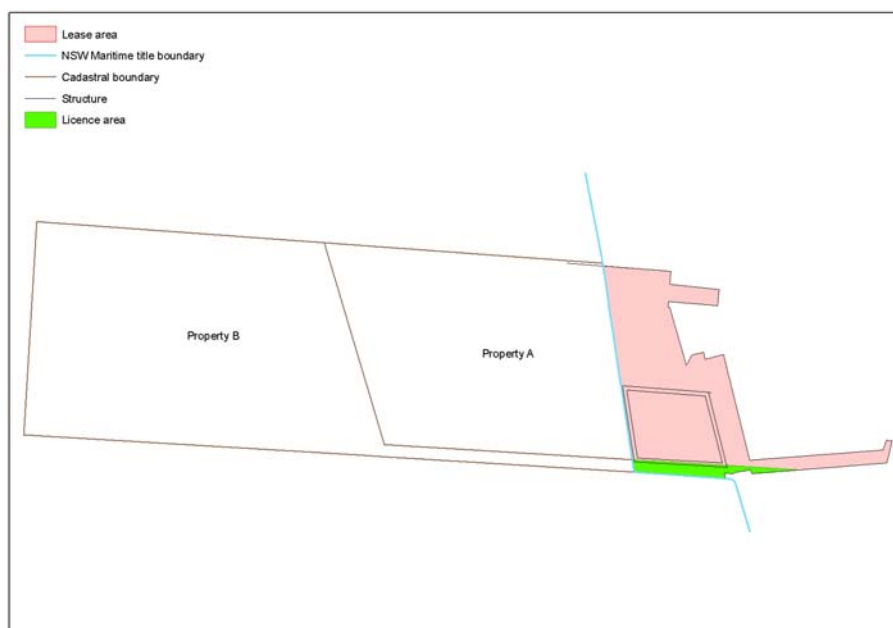 Lease area
NSW Maritime title boundary
Cadastral boundary
Structure
Licence area
Property B
Property A